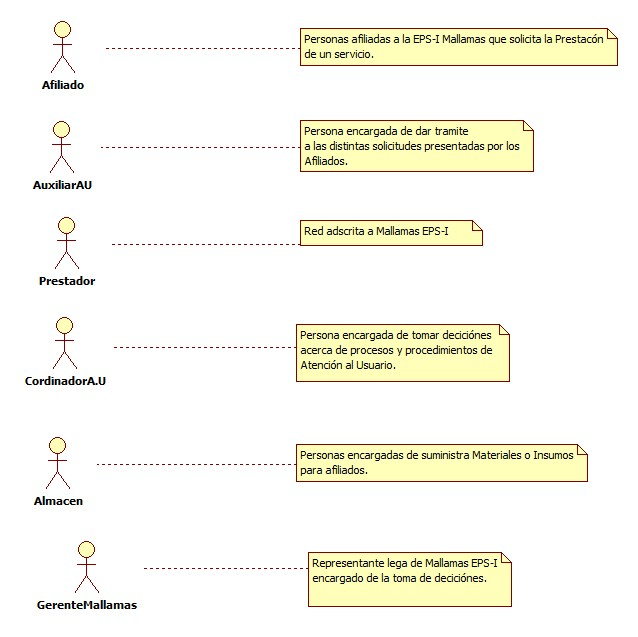 Personas afiliadas a la EPS-I Mallamas que solicita la Prestacón
de un servicio.
Afiliado
Persona encargada de dar tramite
a las distintas solicitudes presentadas por los
Afiliados.
AuxiliarAU
Red adscrita a Mallamas EPS-I
Prestador
Persona encargada de tomar deciciónes
acerca de procesos y procedimientos de
Atención al Usuario.
CordinadorA.U
Personas encargadas de suministra Materiales o Insumos
para afiliados.
Almacen
Representante lega de Mallamas EPS-I
encargado de la toma de deciciónes.
GerenteMallamas